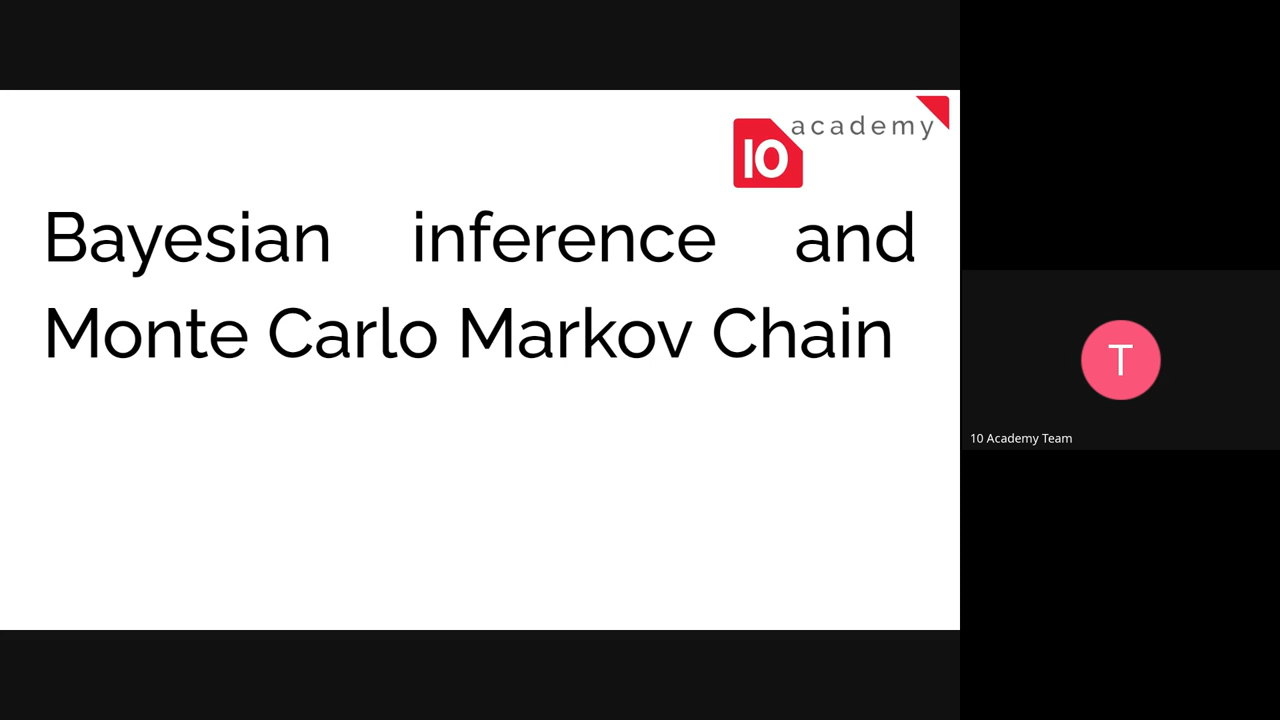 academy
10
Bayesian inference and
Monte Carlo Markov Chain
T
10 Academy Team